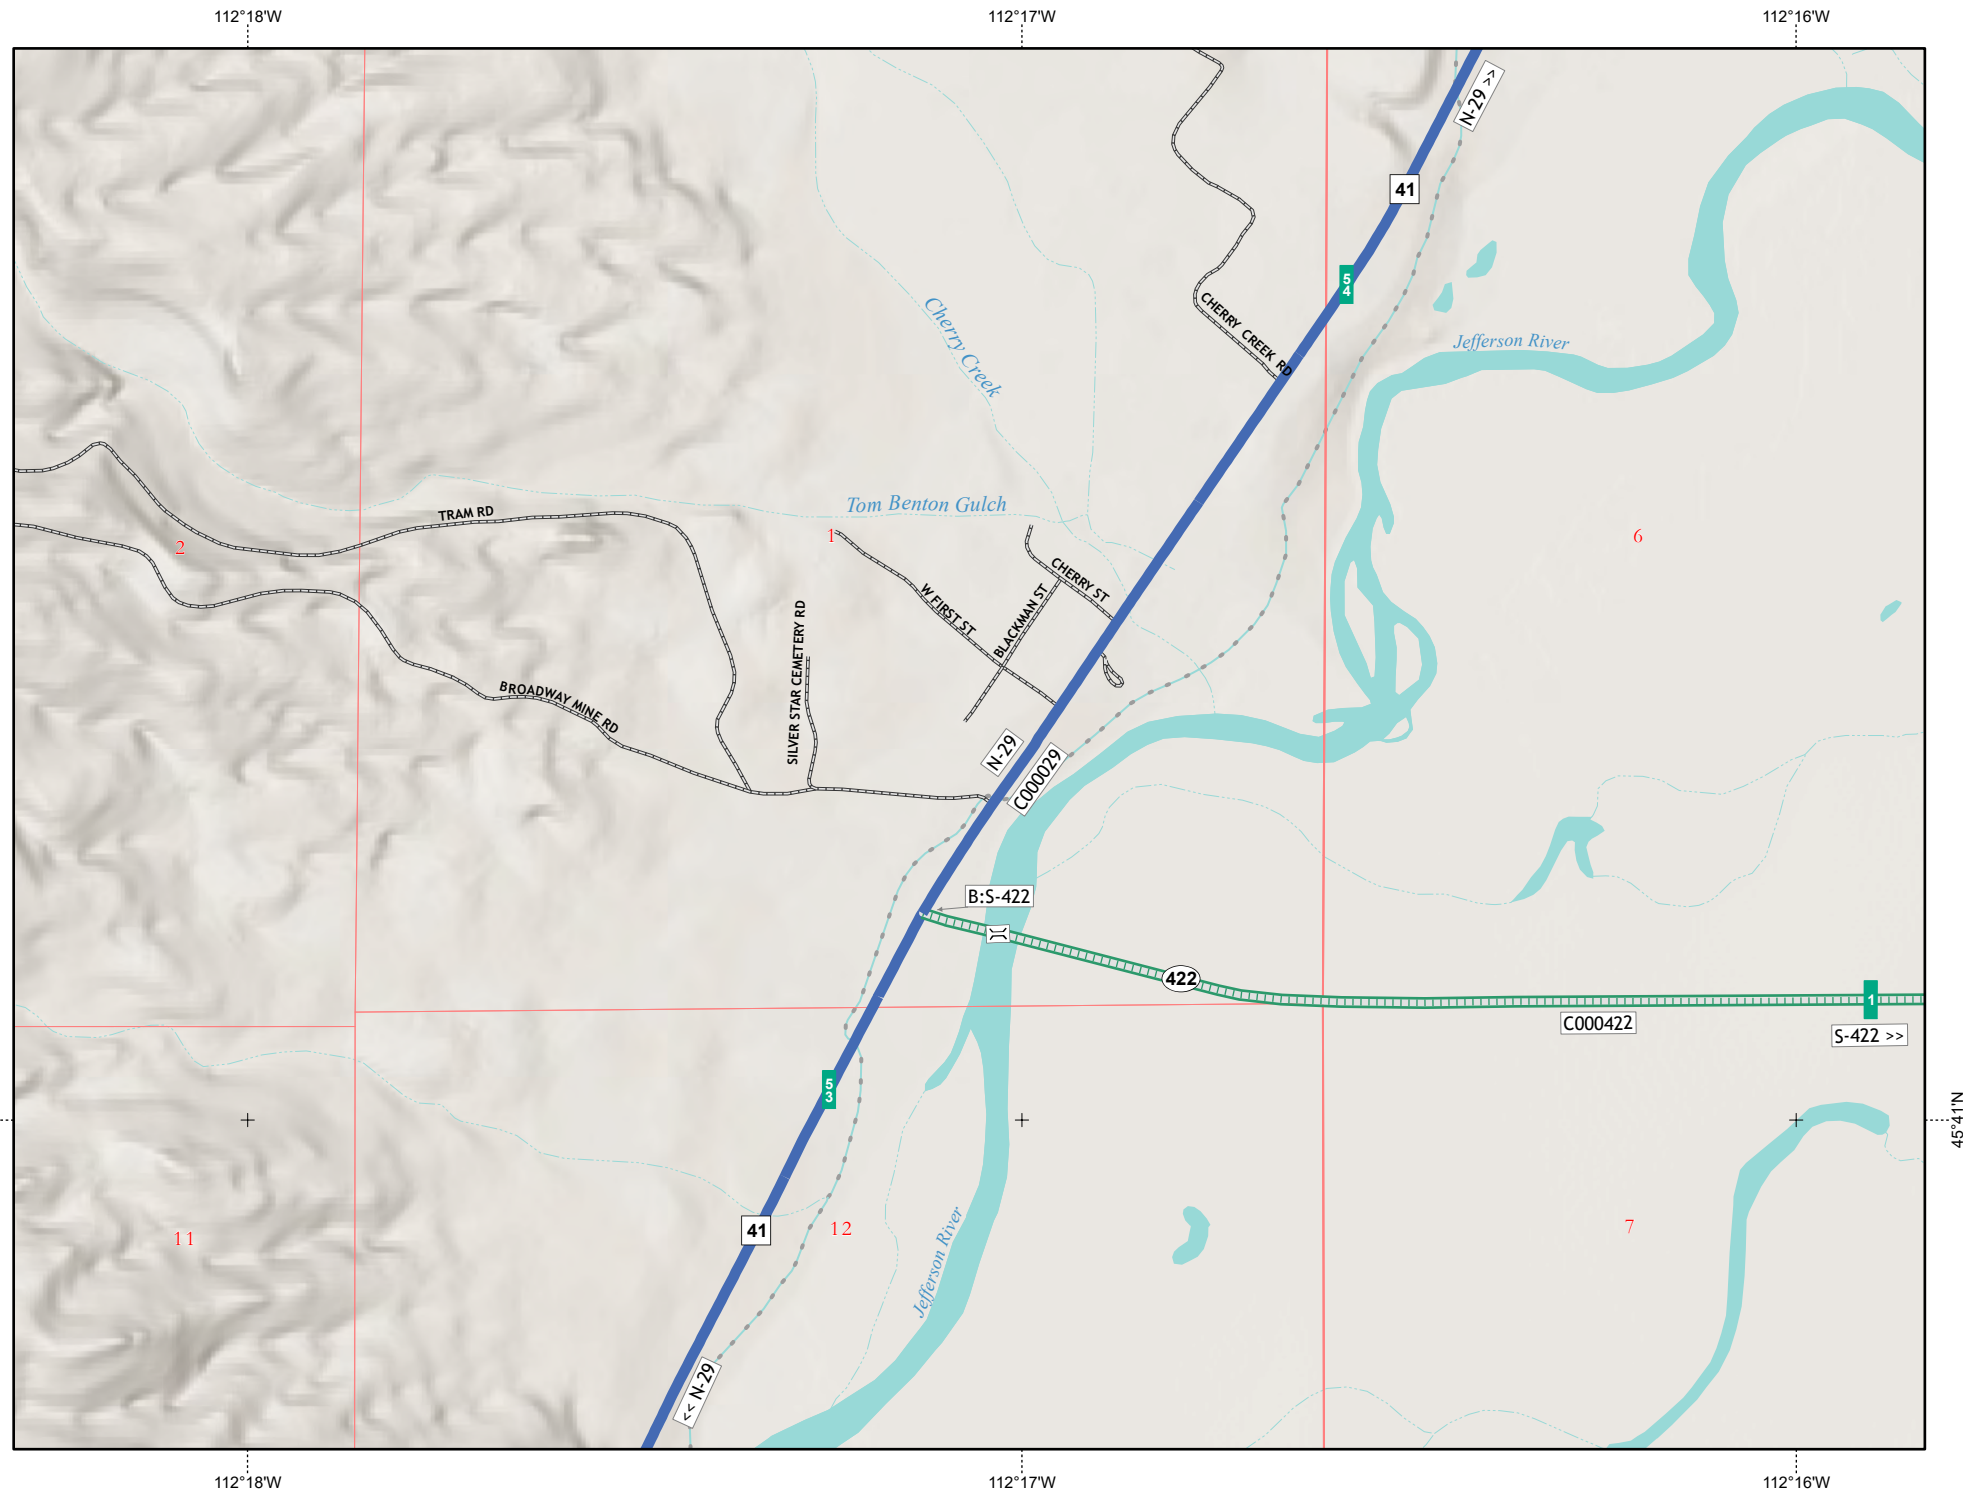 112°18'W
112°17'W
112°16'W
N-29 >>
41
5
4
Cherry Creek
CHERRY CREEK RD
Jefferson River
TRAM RD
Tom Benton Gulch
2
1
6
CHERRY ST
W FIRST ST
BLACKMAN ST
SILVER STAR CEMETERY RD
BROADWAY MINE RD
N-29
C000029
B:S-422
422
1
C000422
S-422 >>
5
3
45°41'N
41
12
11
7
Jefferson River
<< N-29
112°18'W
112°17'W
112°16'W